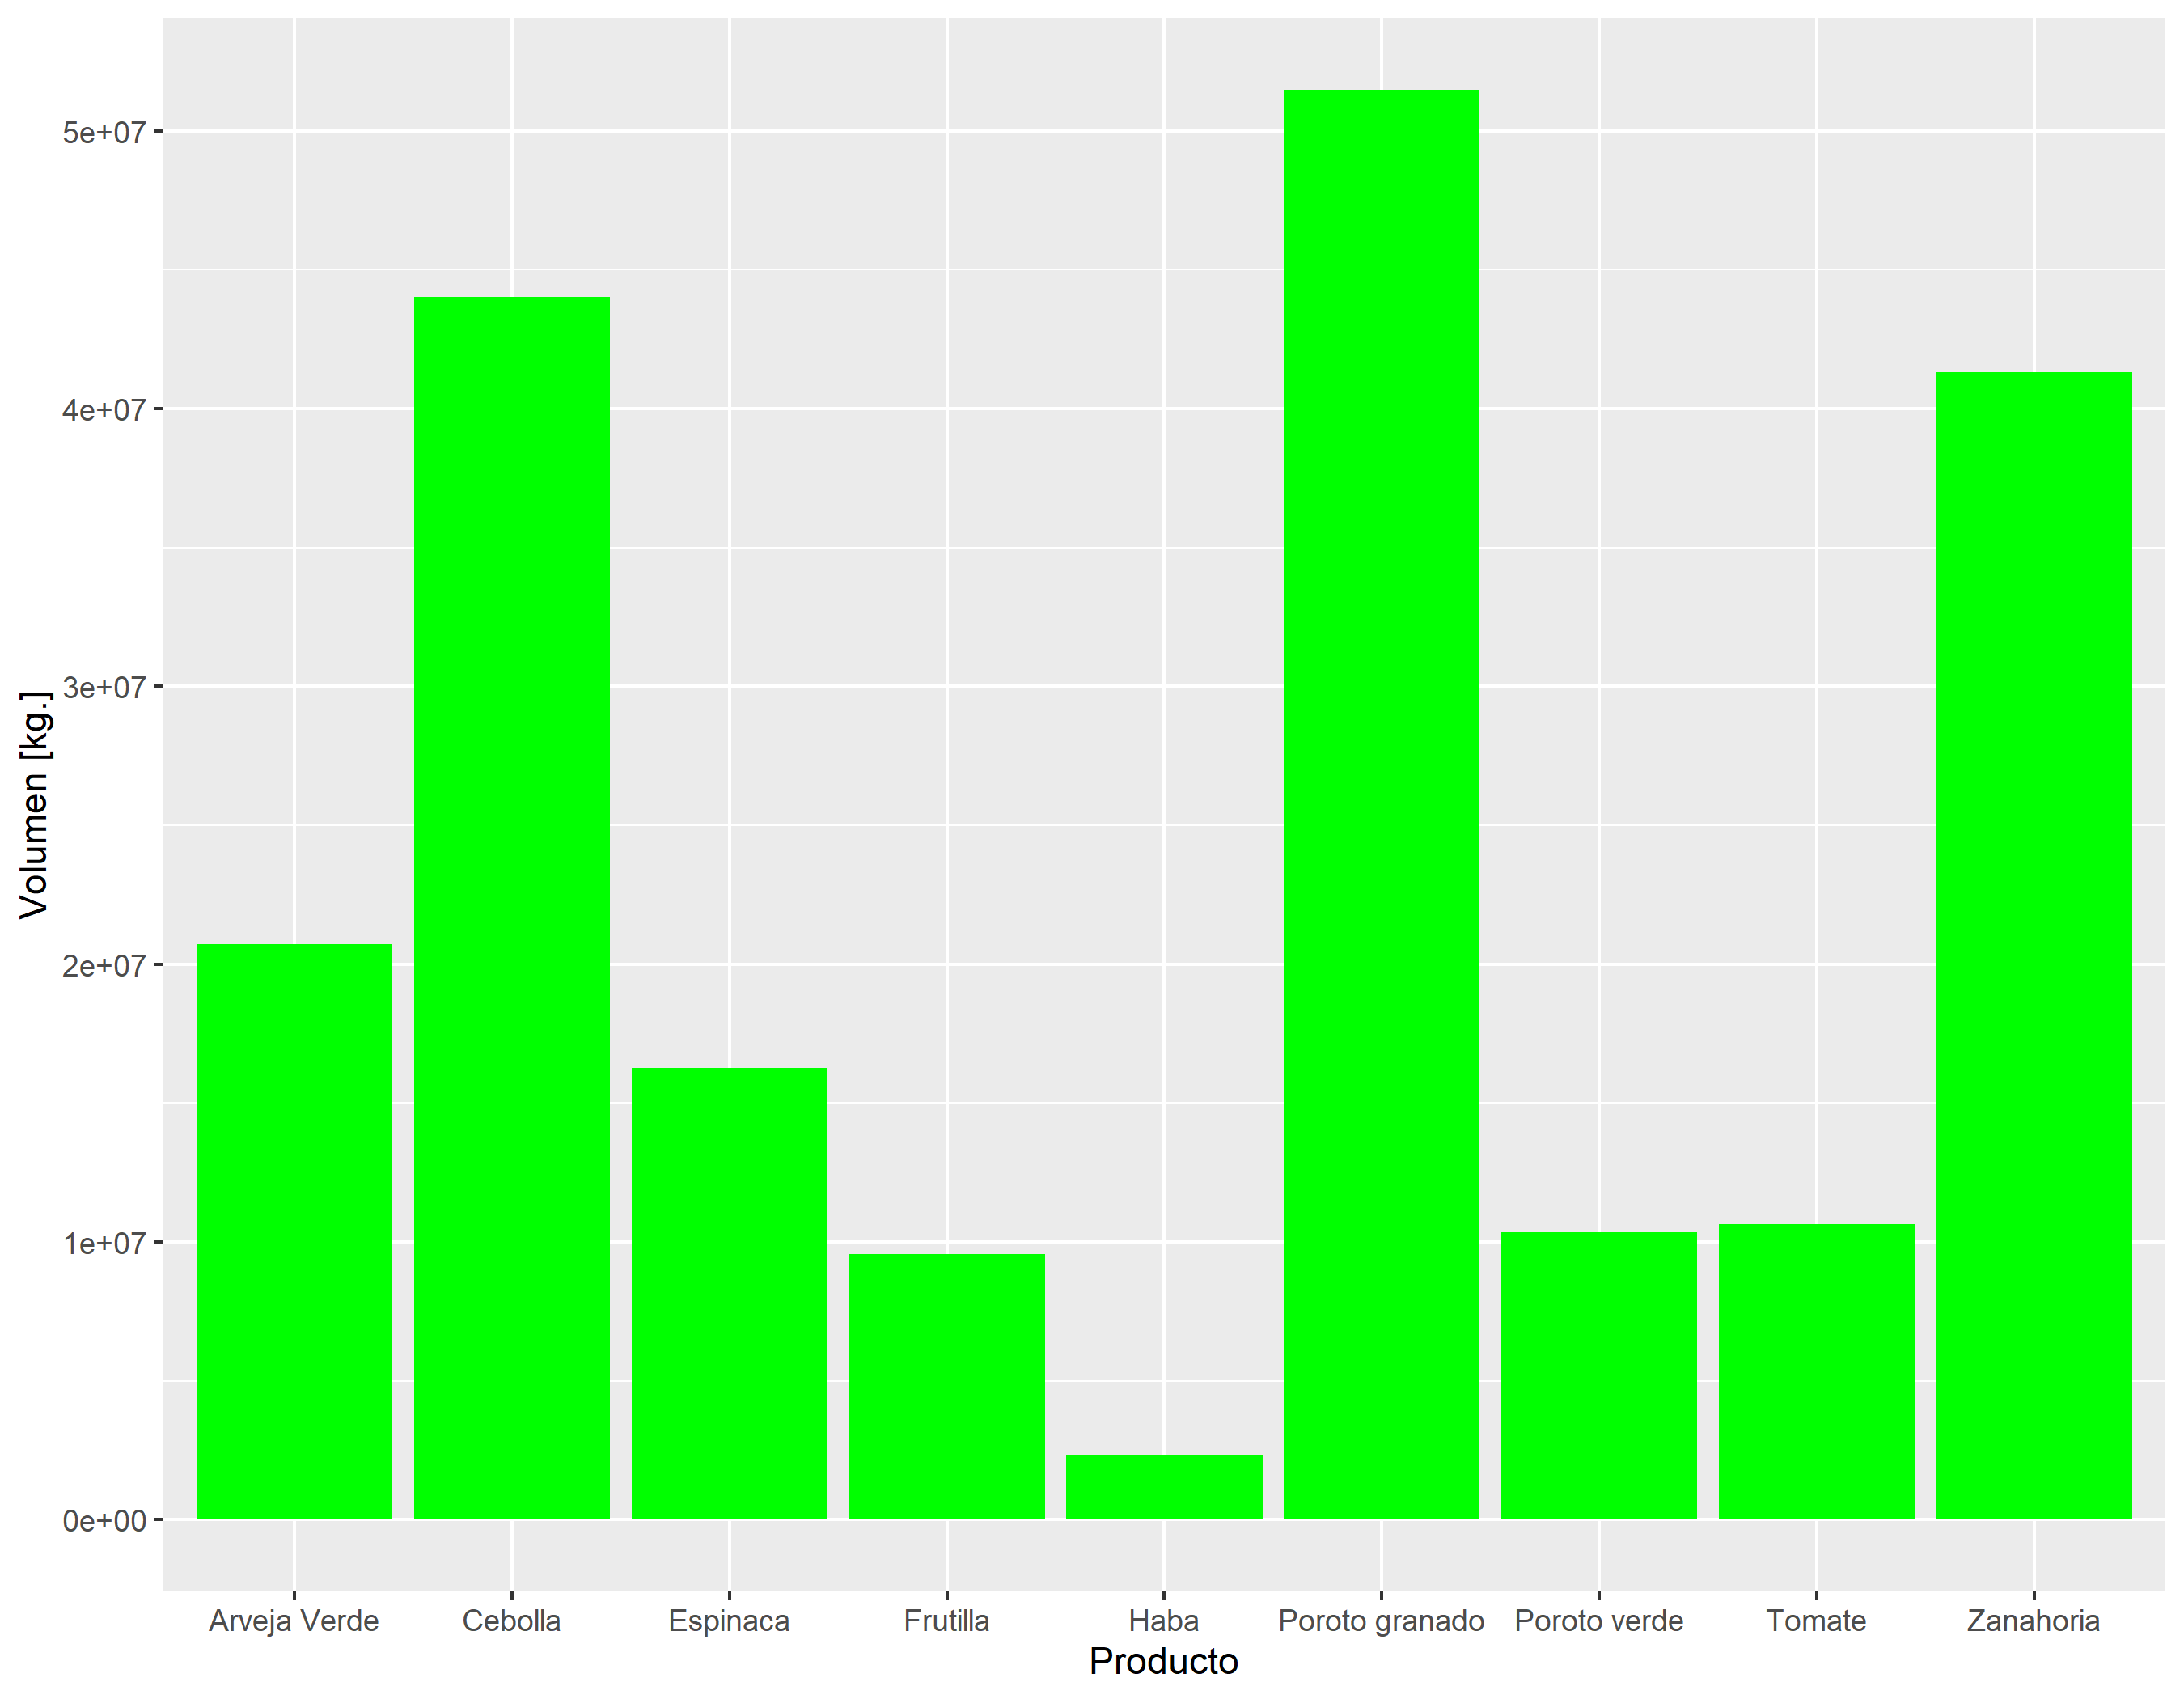 Volumen [kg.]
5e+07
4e+07
3e+07
2e+07
1e+07
0e+00
Arveja Verde Cebolla Espinaca Frutilla Haba Poroto granado Poroto verde Tomate Zanahoria
Producto